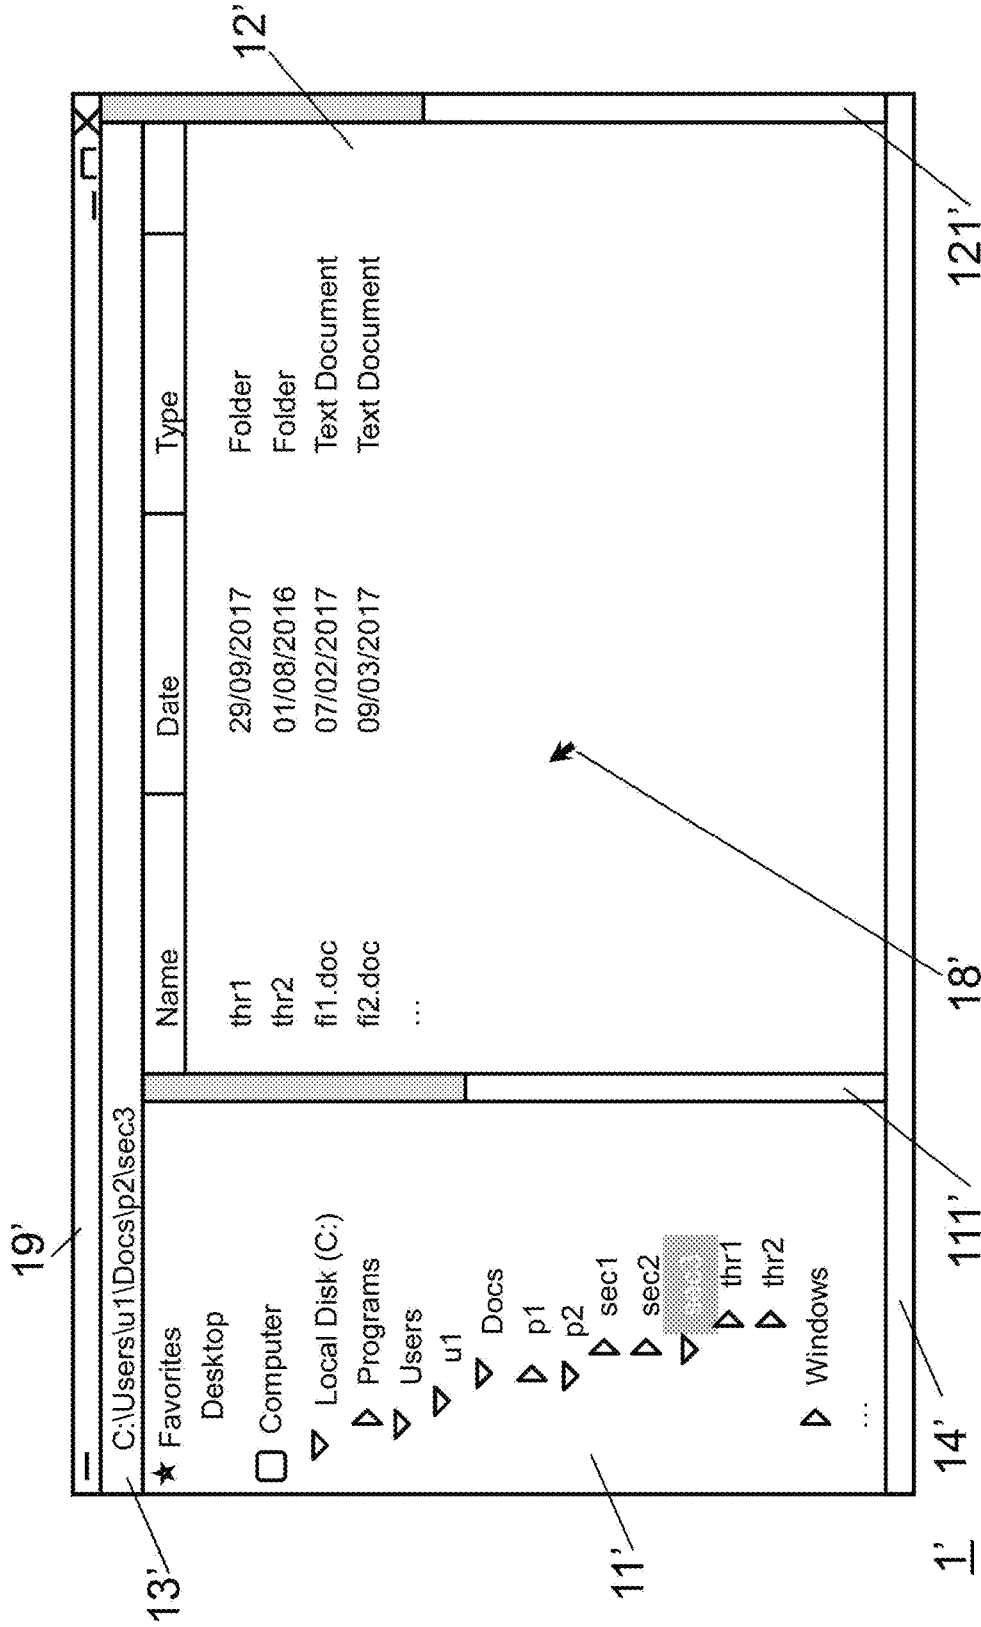 19'
12'
13'
C:\Users\u1\Docs\p2\sec3
Favorites
Desktop
Computer
Local Disk (C:)
Programs
Users
u1
Docs
p1
p2
sec1
sec2
thr1
thr2
Windows
...
Name Date Type
thr1 29/09/2017 Folder
thr2 01/08/2016 Folder
fi1.doc 07/02/2017 Text Document
fi2.doc 09/03/2017 Text Document
...
11'
14'
111'
18'
121'
1'